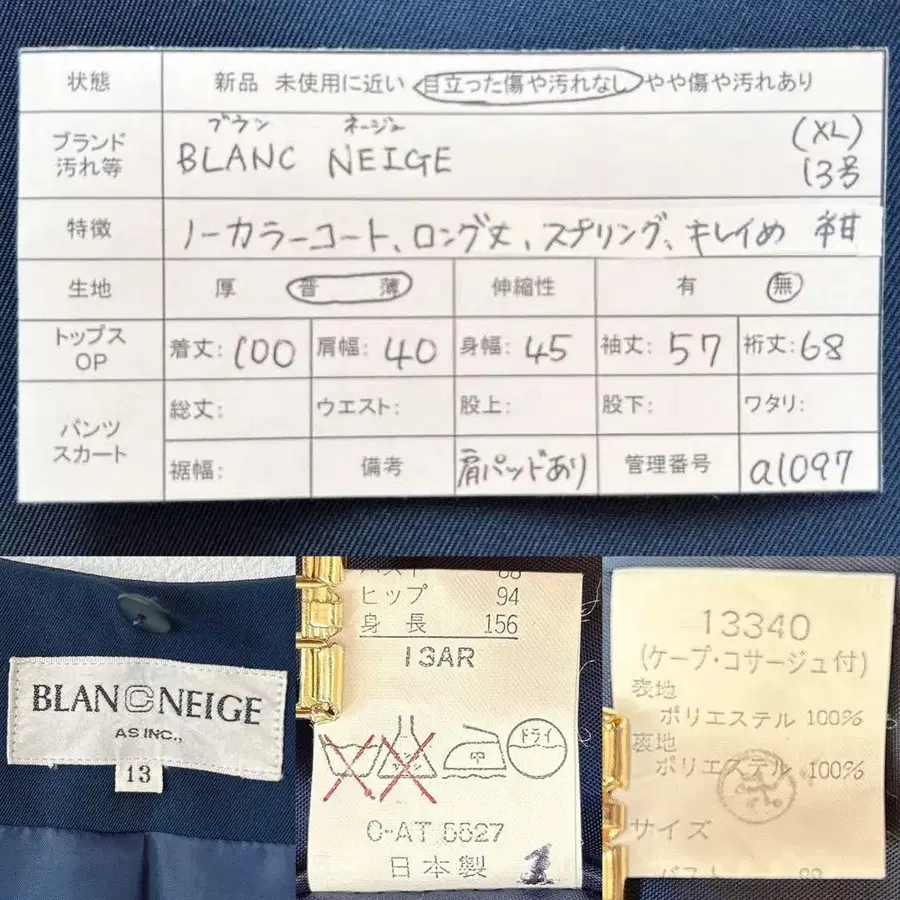 状態 新品 未使用に近い 目立った傷や汚れなし やや傷や汚れあり
ブランド
汚れ等
ブラン ネージュ
BLANC NEIGE
(XL)
13号
特徴 ノーカラーコート、ロング丈、スプリング、キレイめ 紺
生地 厚 普 薄 伸縮性 有 無
トップス
OP
着丈: 100 肩幅: 40 身幅: 45 袖丈: 57 裄丈: 68
パンツ
スカート
総丈: ウエスト: 股上: 股下: ワタリ:
裾幅: 備考 肩パッドあり 管理番号 a1097
BLANCNEIGE
AS INC.,
13
バスト 88
ヒップ 94
身長 156
13AR
中 ドライ
C-AT 5527
日本製
13340
(ケープ・コサージュ付)
表地
ポリエステル 100%
裏地
ポリエステル 100%
サイズ
バスト 88